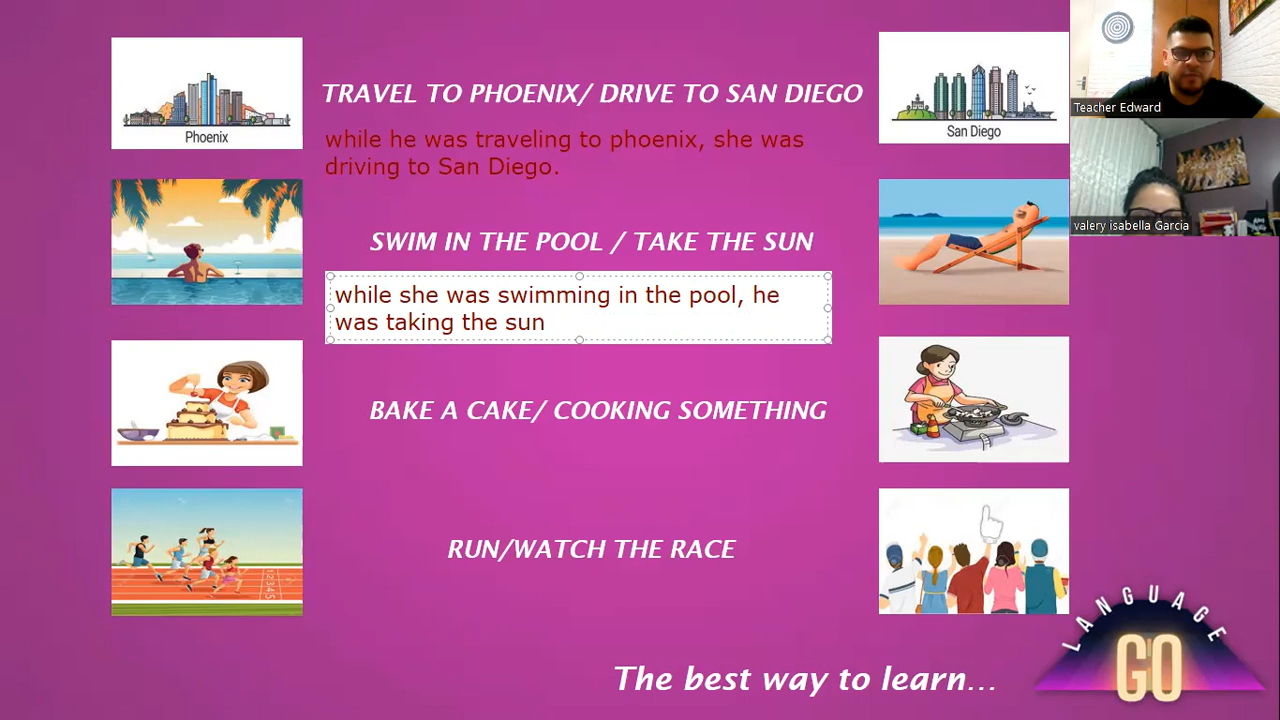 Phoenix
TRAVEL TO PHOENIX/ DRIVE TO SAN DIEGO
while he was traveling to phoenix, she was
driving to San Diego.
San Diego
Teacher Edward
SWIM IN THE POOL / TAKE THE SUN
valery isabella Garcia
while she was swimming in the pool, he
was taking the sun
BAKE A CAKE/ COOKING SOMETHING
RUN/WATCH THE RACE
12345
The best way to learn...
LANGUAGE
GO